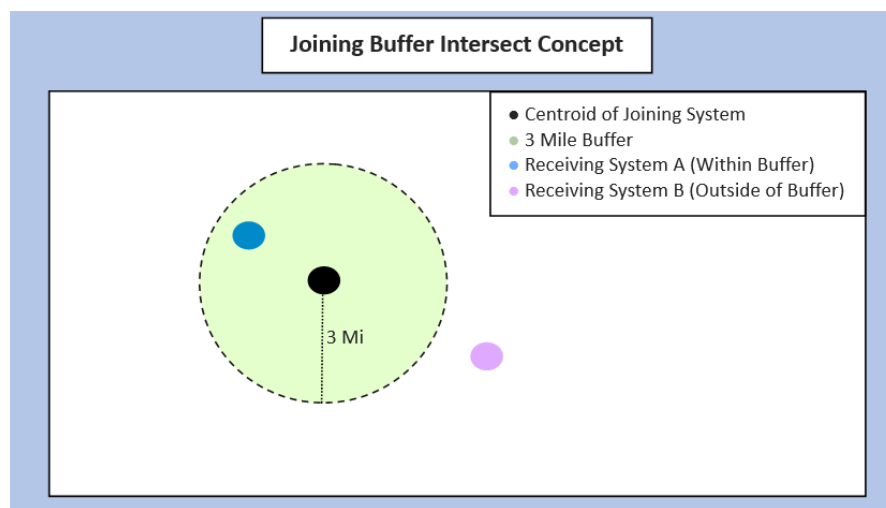 Joining Buffer Intersect Concept
Centroid of Joining System
3 Mile Buffer
Receiving System A (Within Buffer)
Receiving System B (Outside of Buffer)
3 Mi